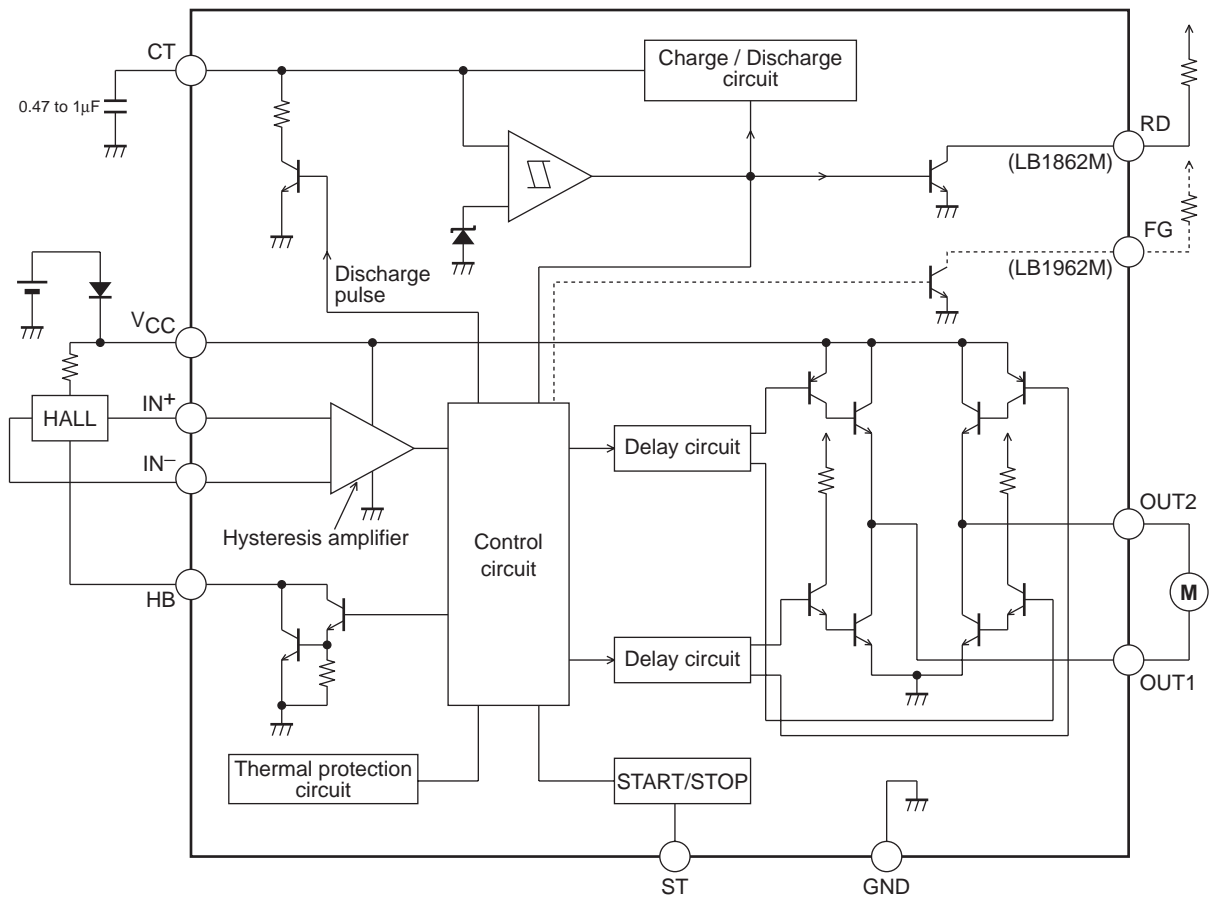 CT
Charge / Discharge
circuit
0.47 to 1µF
RD
(LB1862M)
FG
(LB1962M)
Discharge
pulse
VCC
IN+
HALL
Delay circuit
IN–
OUT2
Hysteresis amplifier
Control
circuit
M
HB
Delay circuit
OUT1
Thermal protection
circuit
START/STOP
ST
GND